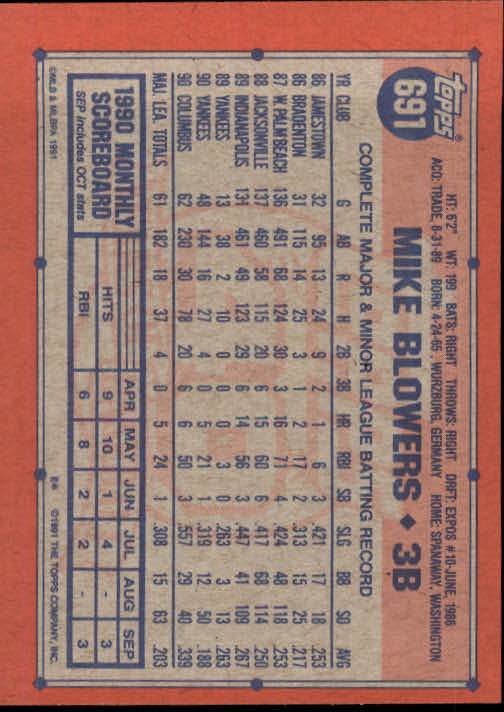 Topps®
691
HT: 6'2" WT: 199 BATS: RIGHT THROWS: RIGHT DRAFT: EXPOS #10-JUNE, 1986
ACQ: TRADE, 8-31-89 BORN: 4-24-65, WURZBURG, GERMANY HOME: SPANAWAY, WASHINGTON
MIKE BLOWERS ◆ 3B
COMPLETE MAJOR & MINOR LEAGUE BATTING RECORD
YR CLUB G AB R H 2B 3B HR RBI SB SLG BB SO AVG
86 JAMESTOWN 32 95 13 24 9 2 1 6 3 .421 17 18 .253
86 BRADENTON 31 115 14 25 3 1 2 17 2 .313 15 25 .217
87 W. PALM BEACH 136 491 68 124 30 3 16 71 4 .424 48 118 .253
88 JACKSONVILLE 137 460 58 115 20 6 15 60 6 .417 68 114 .250
89 INDIANAPOLIS 131 461 49 123 29 6 14 56 3 .447 41 109 .267
89 YANKEES 13 38 2 10 0 0 0 3 0 .263 3 13 .263
90 YANKEES 48 144 16 27 4 0 5 21 1 .319 12 50 .188
90 COLUMBUS 62 230 30 78 20 6 6 50 3 .557 29 40 .339
MAJ. LEA. TOTALS 61 182 18 37 4 0 5 24 1 .308 15 63 .203
1990 MONTHLY
SCOREBOARD
SEP includes OCT stats
APR MAY JUN JUL AUG SEP
HITS 9 10 1 4 - 3
RBI 6 8 2 2 - 3
©MLB & MLBPA 1991
©1991 THE TOPPS COMPANY, INC.